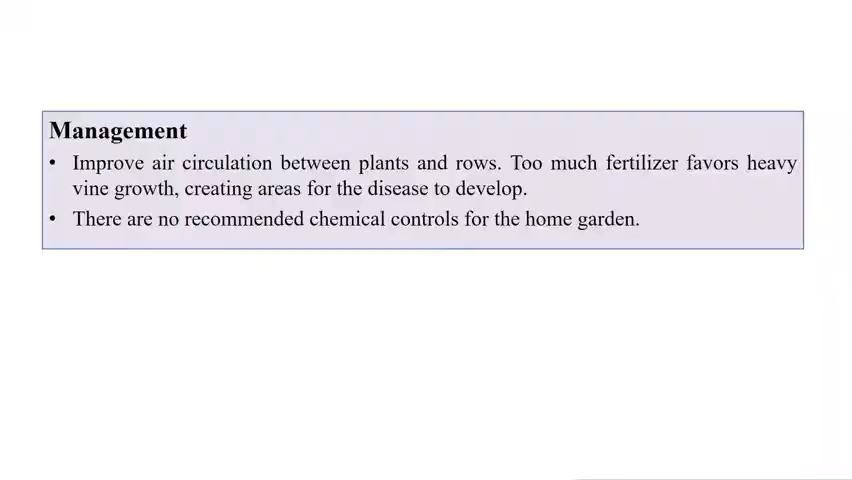 Management
• Improve air circulation between plants and rows. Too much fertilizer favors heavy
vine growth, creating areas for the disease to develop.
• There are no recommended chemical controls for the home garden.